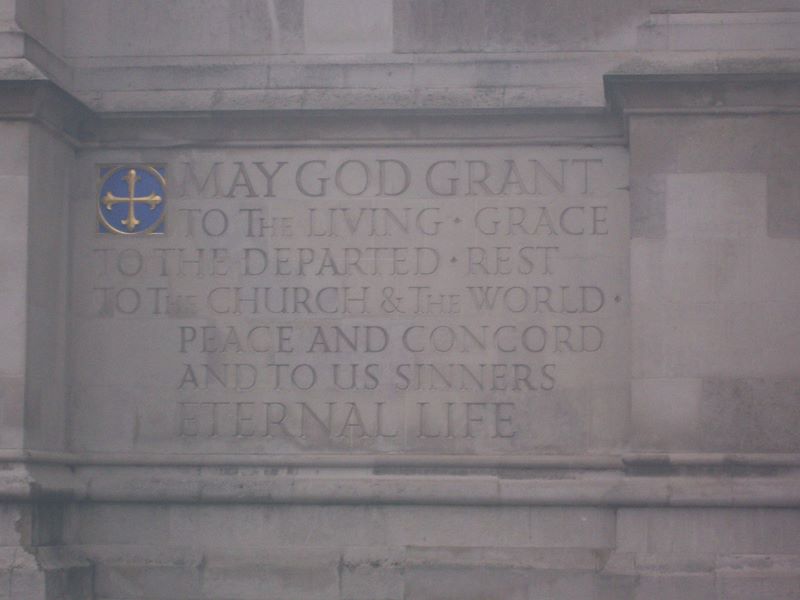 MAY GOD GRANT
TO THE LIVING · GRACE
TO THE DEPARTED · REST
TO THE CHURCH & THE WORLD ·
PEACE AND CONCORD
AND TO US SINNERS
ETERNAL LIFE